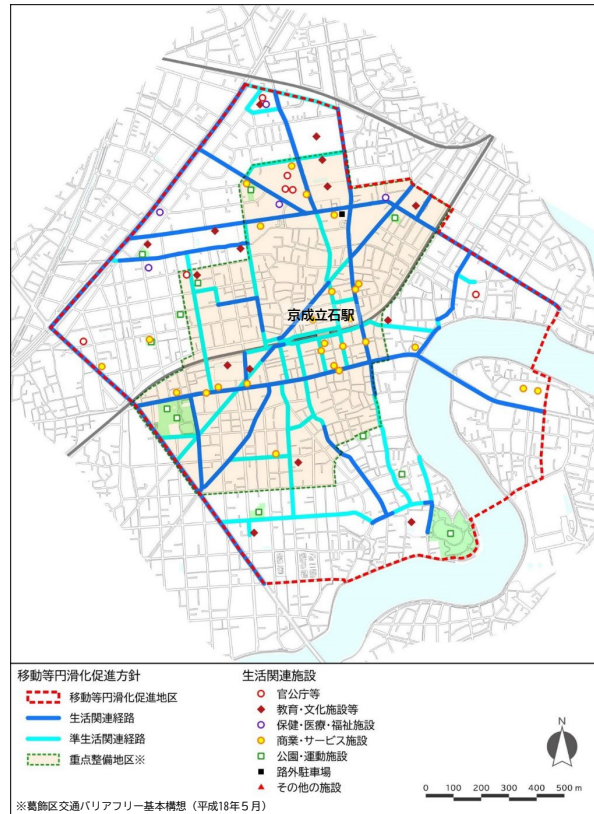 京成立石駅
移動等円滑化促進方針
移動等円滑化促進地区
生活関連経路
準生活関連経路
重点整備地区※
※葛飾区交通バリアフリー基本構想（平成18年５月）
生活関連施設
官公庁等
教育・文化施設等
保健・医療・福祉施設
商業・サービス施設
公園・運動施設
路外駐車場
その他の施設
N
0 100 200 300 400 500 m